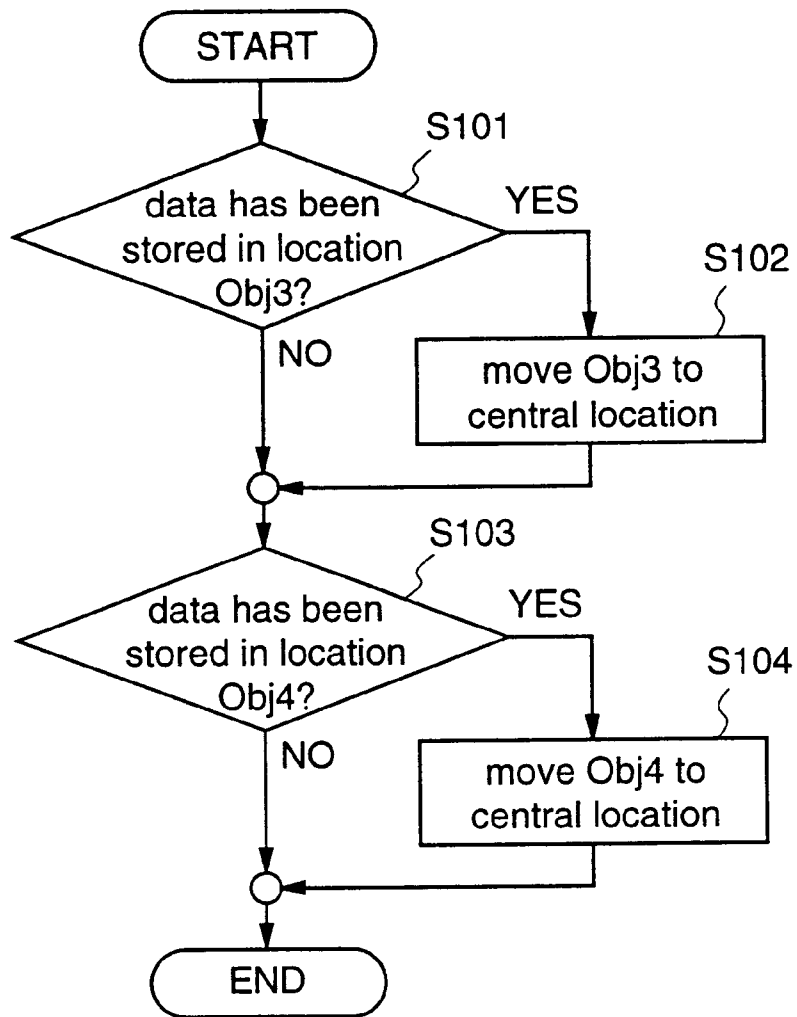 START
S101
data has been
stored in location
Obj3?
YES
NO
S102
move Obj3 to
central location
S103
data has been
stored in location
Obj4?
YES
NO
S104
move Obj4 to
central location
END